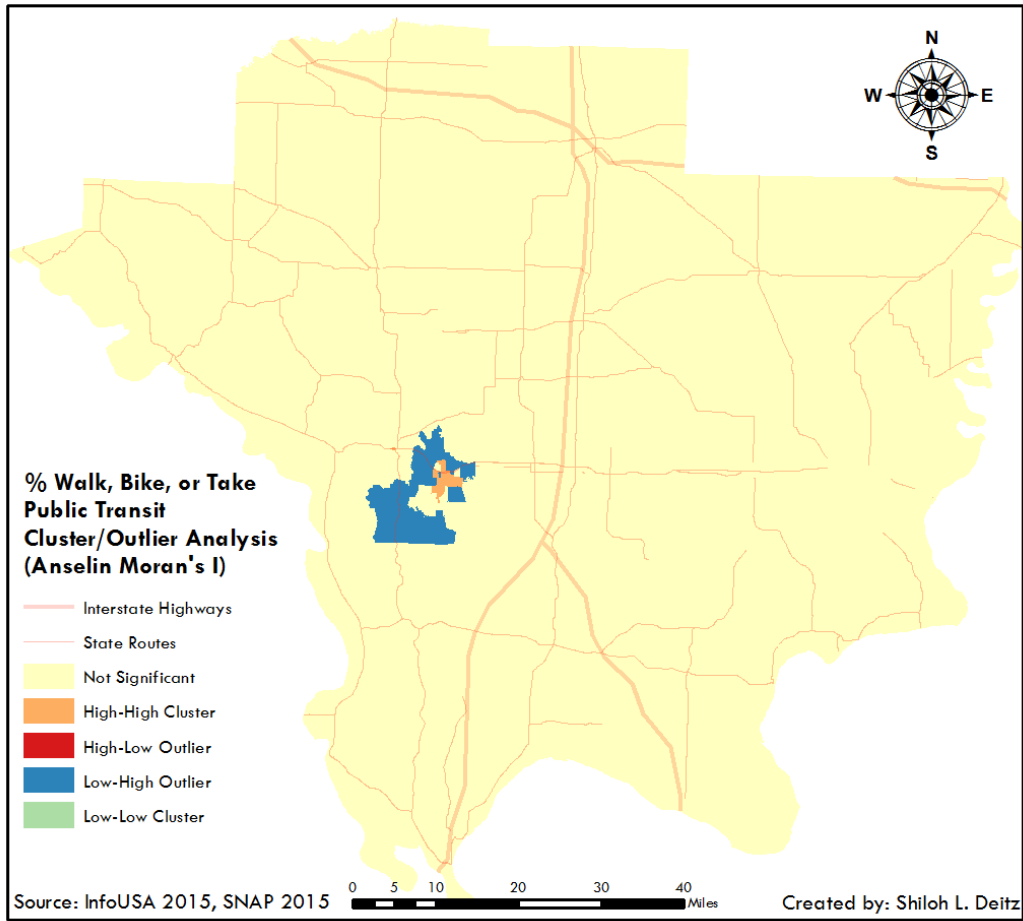 N
W E
S
% Walk, Bike, or Take
Public Transit
Cluster/Outlier Analysis
(Anselin Moran's I)
Interstate Highways
State Routes
Not Significant
High-High Cluster
High-Low Outlier
Low-High Outlier
Low-Low Cluster
Source: InfoUSA 2015, SNAP 2015
0 5 10 20 30 40
Miles
Created by: Shiloh L. Deitz